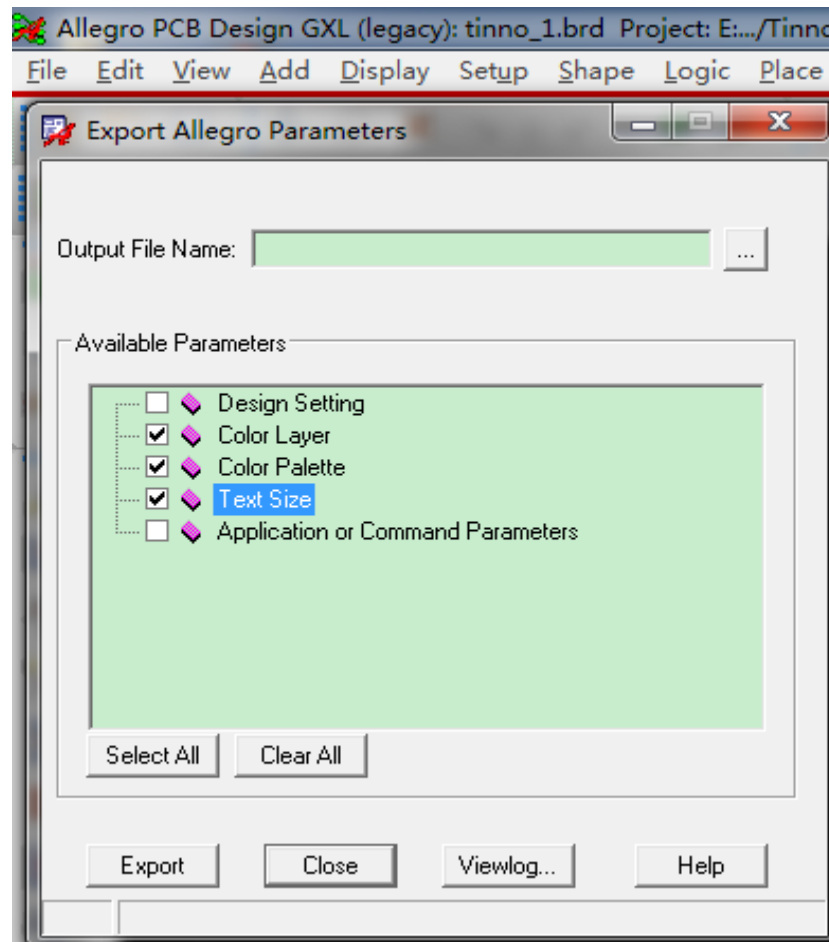 Allegro PCB Design GXL (legacy): tinno_1.brd Project: E:.../Tinno
File Edit View Add Display Setup Shape Logic Place
Export Allegro Parameters
Output File Name:
...
Available Parameters
Design Setting
Color Layer
Color Palette
Text Size
Application or Command Parameters
Select All Clear All
Export Close Viewlog... Help